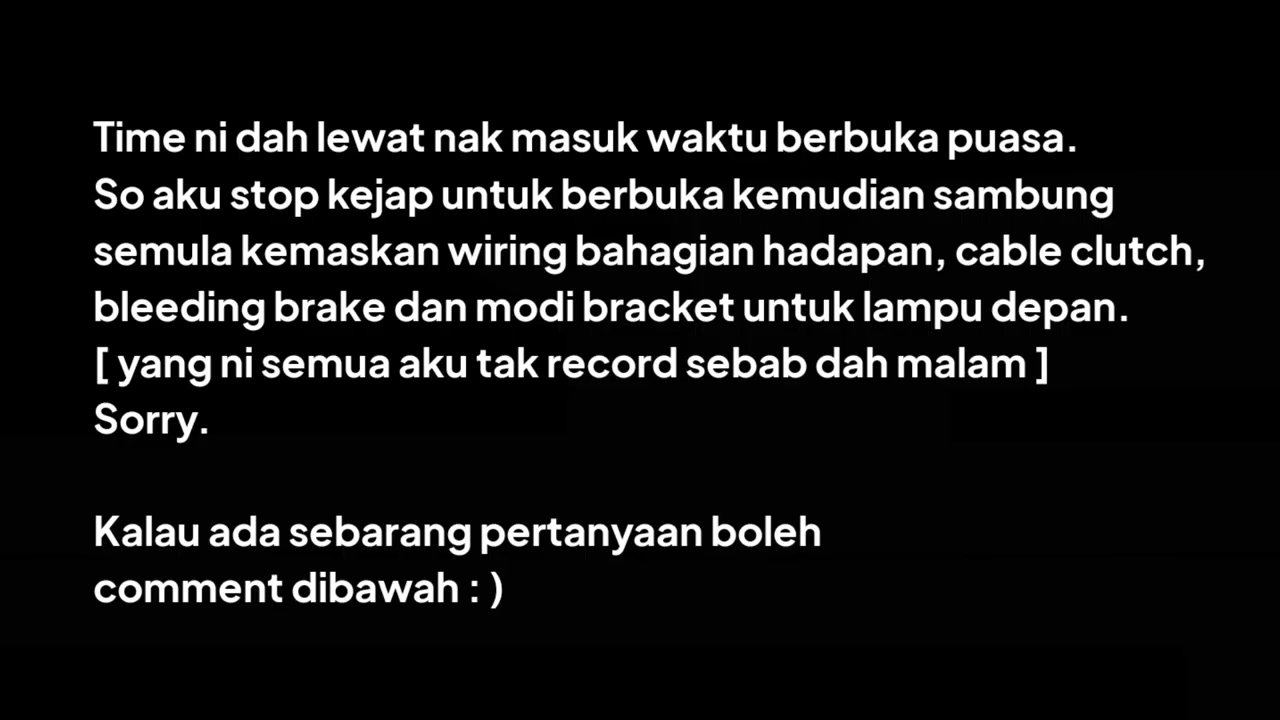 Time ni dah lewat nak masuk waktu berbuka puasa.
So aku stop kejap untuk berbuka kemudian sambung
semula kemaskan wiring bahagian hadapan, cable clutch,
bleeding brake dan modi bracket untuk lampu depan.
[ yang ni semua aku tak record sebab dah malam ]
Sorry.
Kalau ada sebarang pertanyaan boleh
comment dibawah : )